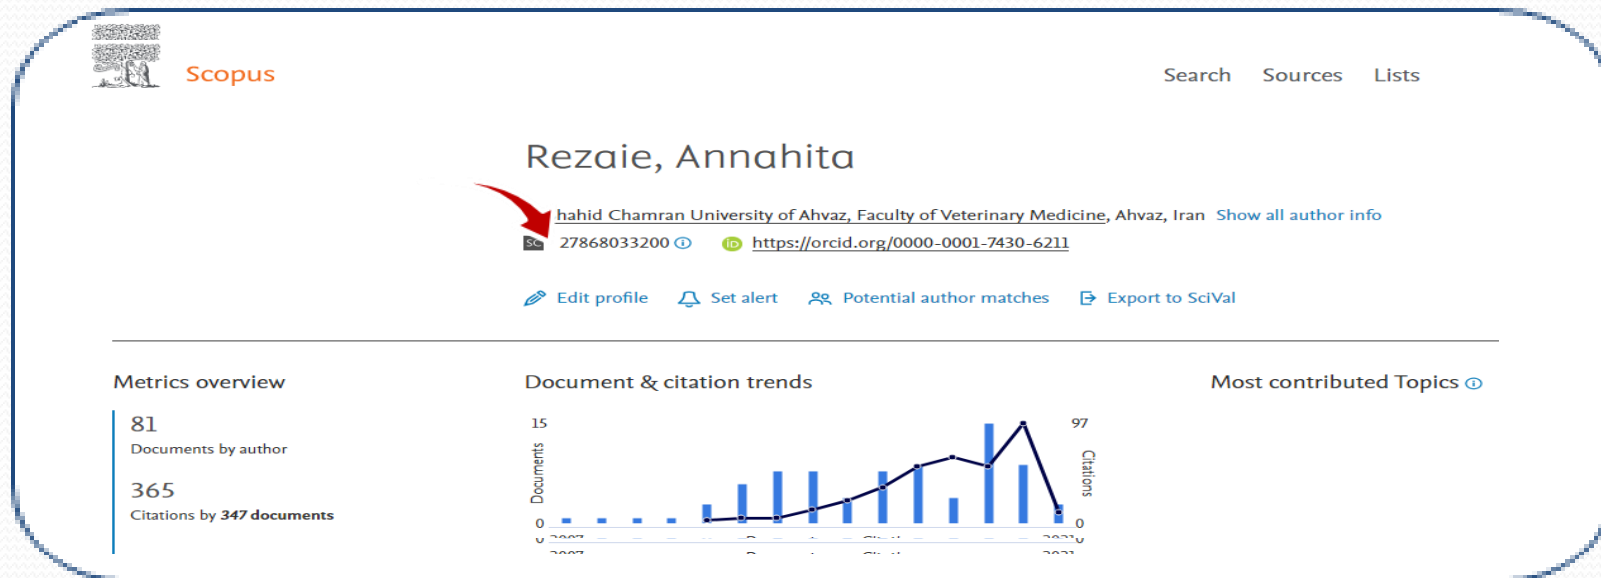 Scopus
Search Sources Lists
Rezaie, Annahita
hahid Chamran University of Ahvaz, Faculty of Veterinary Medicine, Ahvaz, Iran Show all author info
SC 27868033200 https://orcid.org/0000-0001-7430-6211
Edit profile Set alert Potential author matches Export to SciVal
Metrics overview
81
Documents by author
365
Citations by 347 documents
Document & citation trends
15
Documents
0
97
Citations
0
Most contributed Topics